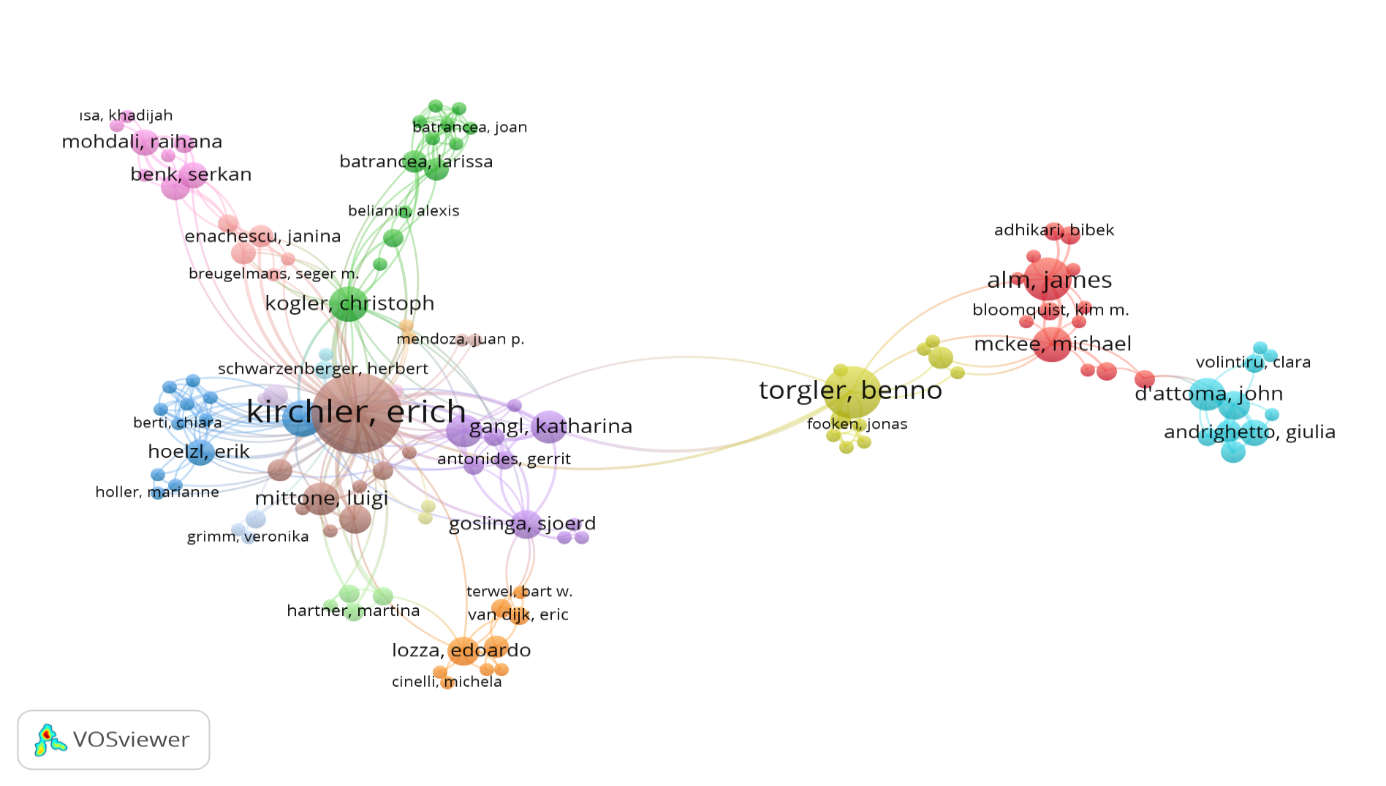 ısa, khadijah
mohdali, raihana
benk, serkan
batrancea, joan
batrancea, larissa
belianin, alexis
enachescu, janina
breugelmans, seger m.
kogler, christoph
mendoza, juan p.
schwarzenberger, herbert
kirchler, erich
berti, chiara
hoelzl, erik
holler, marianne
gangl, katharina
antonides, gerrit
mittone, luigi
grimm, veronika
goslinga, sjoerd
hartner, martina
terwel, bart w.
van dijk, eric
lozza, edoardo
cinelli, michela
torgler, benno
fooken, jonas
adhikari, bibek
alm, james
bloomquist, kim m.
mckee, michael
volintiru, clara
d'attoma, john
andrighetto, giulia
VOSviewer